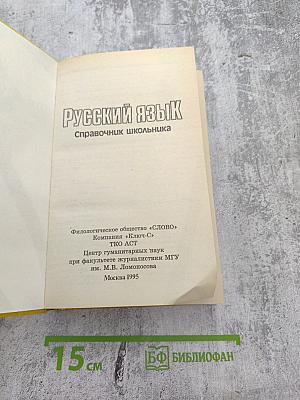 Русский язык
Справочник школьника
Филологическое общество «СЛОВО»
Компания «Ключ-С»
ТКО АСТ
Центр гуманитарных наук
при факультете журналистики МГУ
им. М.В. Ломоносова
Москва 1995
15 см
БФ БИБЛИОФАН